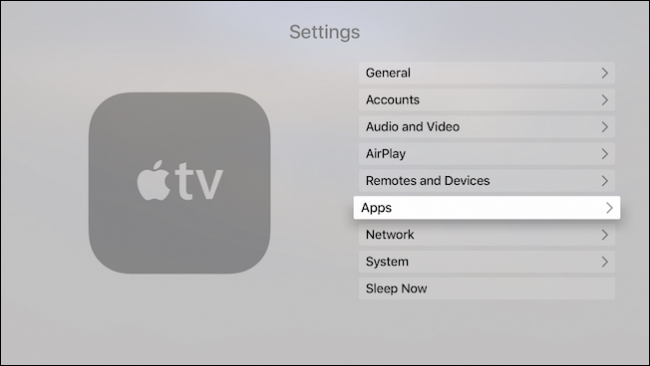 Settings
tv
General
Accounts
Audio and Video
AirPlay
Remotes and Devices
Apps
Network
System
Sleep Now